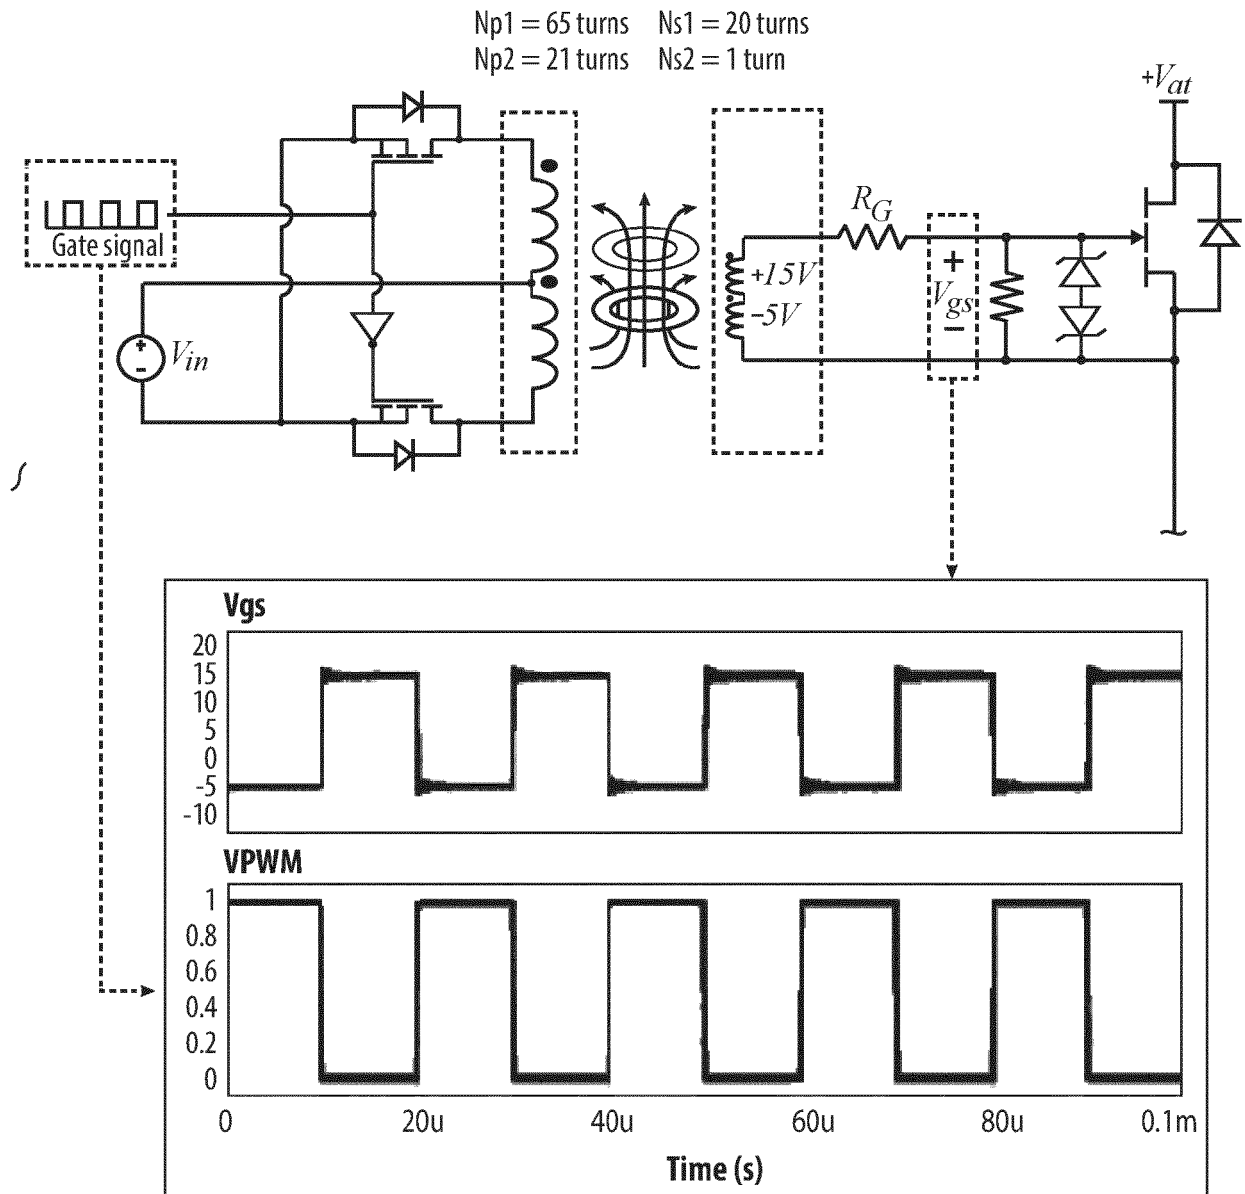 Np1 = 65 turns Ns1 = 20 turns
Np2 = 21 turns Ns2 = 1 turn
+Vat
Gate signal
RG
+15V
-5V
+
Vgs
−
+
Vin
−
Vgs
20
15
10
5
0
-5
-10
VPWM
1
0.8
0.6
0.4
0.2
0
0 20u 40u 60u 80u 0.1m
Time (s)